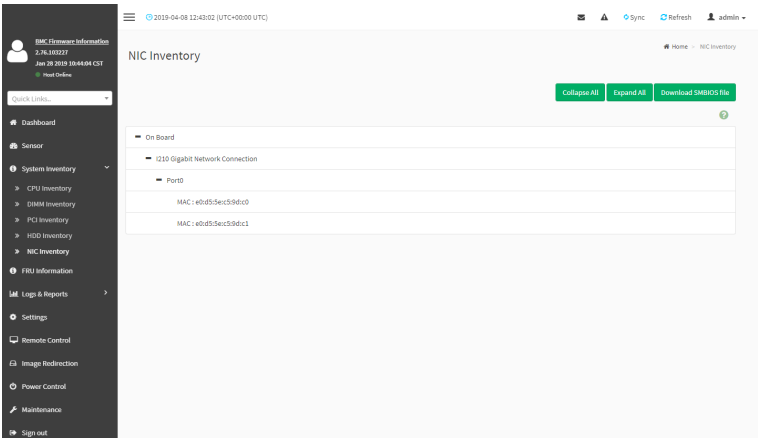 2019-04-08 12:43:02 (UTC+00:00 UTC)
Sync
Refresh
admin
BMC Firmware Information
2.76.103227
Jan 28 2019 10:44:04 CST
Host Online
Quick Links...
Dashboard
Sensor
System Inventory
CPU Inventory
DIMM Inventory
PCI Inventory
HDD Inventory
NIC Inventory
FRU Information
Logs & Reports
Settings
Remote Control
Image Redirection
Power Control
Maintenance
Sign out
NIC Inventory
Home > NIC Inventory
Collapse All Expand All Download SMBIOS file
On Board
I210 Gigabit Network Connection
Port0
MAC : e0:d5:5e:c5:9d:c0
MAC : e0:d5:5e:c5:9d:c1